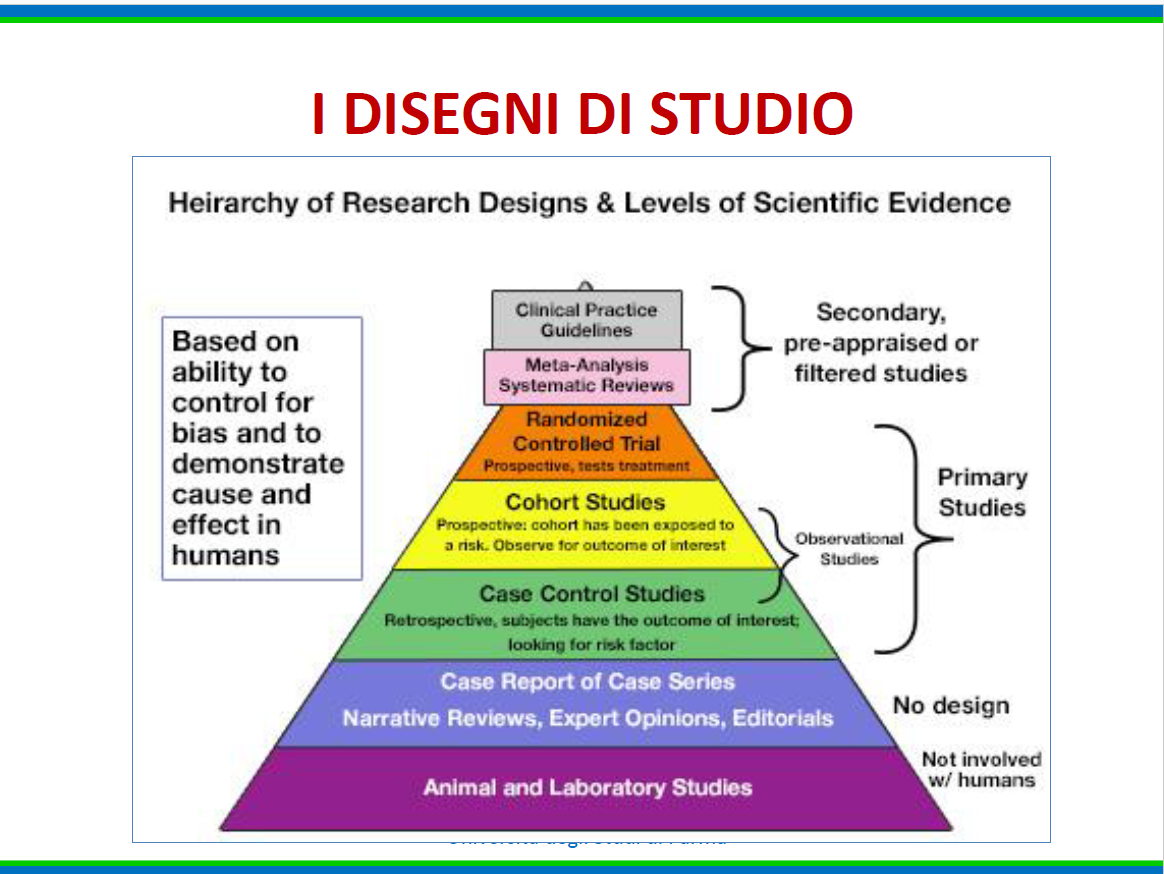 I DISEGNI DI STUDIO
Heirarchy of Research Designs & Levels of Scientific Evidence
Based on
ability to
control for
bias and to
demonstrate
cause and
effect in
humans
Clinical Practice
Guidelines
Meta-Analysis
Systematic Reviews
Secondary,
pre-appraised or
filtered studies
Randomized
Controlled Trial
Prospective, tests treatment
Cohort Studies
Prospective: cohort has been exposed to
a risk. Observe for outcome of interest
Observational
Studies
Primary
Studies
Case Control Studies
Retrospective, subjects have the outcome of interest;
looking for risk factor
Case Report of Case Series
Narrative Reviews, Expert Opinions, Editorials
No design
Animal and Laboratory Studies
Not involved
w/ humans